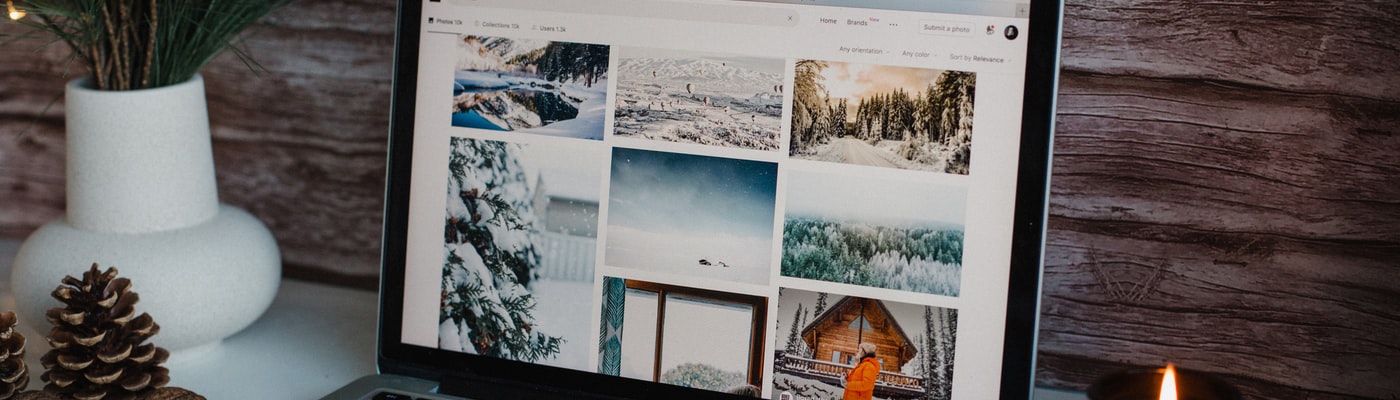 Photos 10k Collections 10k Users 1.3k
Home Brands New Submit a photo
Any orientation Any color Sort by Relevance